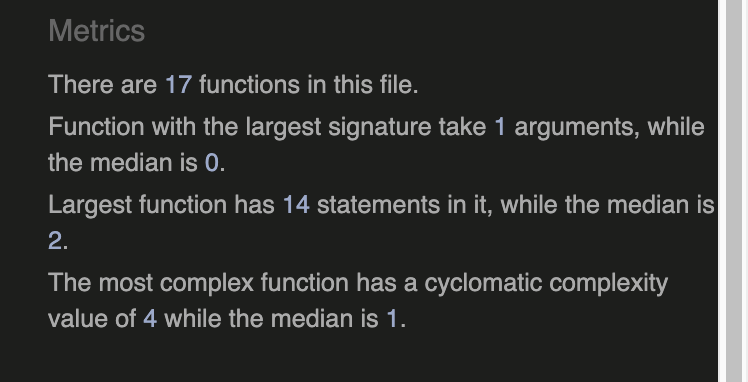 Metrics
There are 17 functions in this file.
Function with the largest signature take 1 arguments, while
the median is 0.
Largest function has 14 statements in it, while the median is
2.
The most complex function has a cyclomatic complexity
value of 4 while the median is 1.